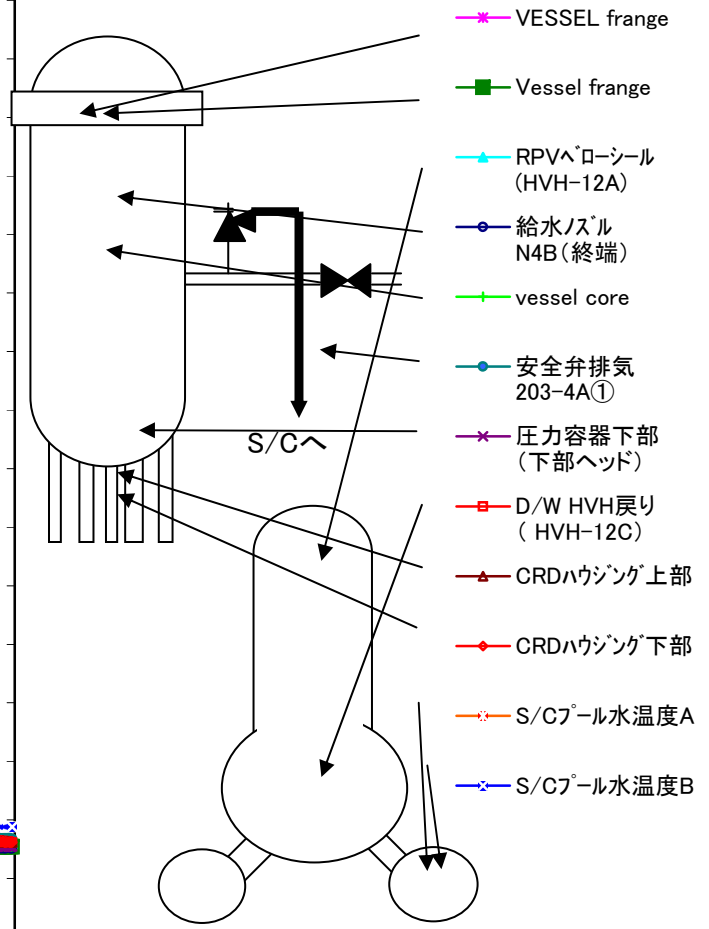 VESSEL frange
Vessel frange
RPVベローシール
(HVH-12A)
給水ノズル
N4B(終端)
vessel core
安全弁排気
203-4A①
S/Cへ
圧力容器下部
(下部ヘッド)
D/W HVH戻り
( HVH-12C)
CRDハウジング上部
CRDハウジング下部
S/Cプール水温度A
S/Cプール水温度B